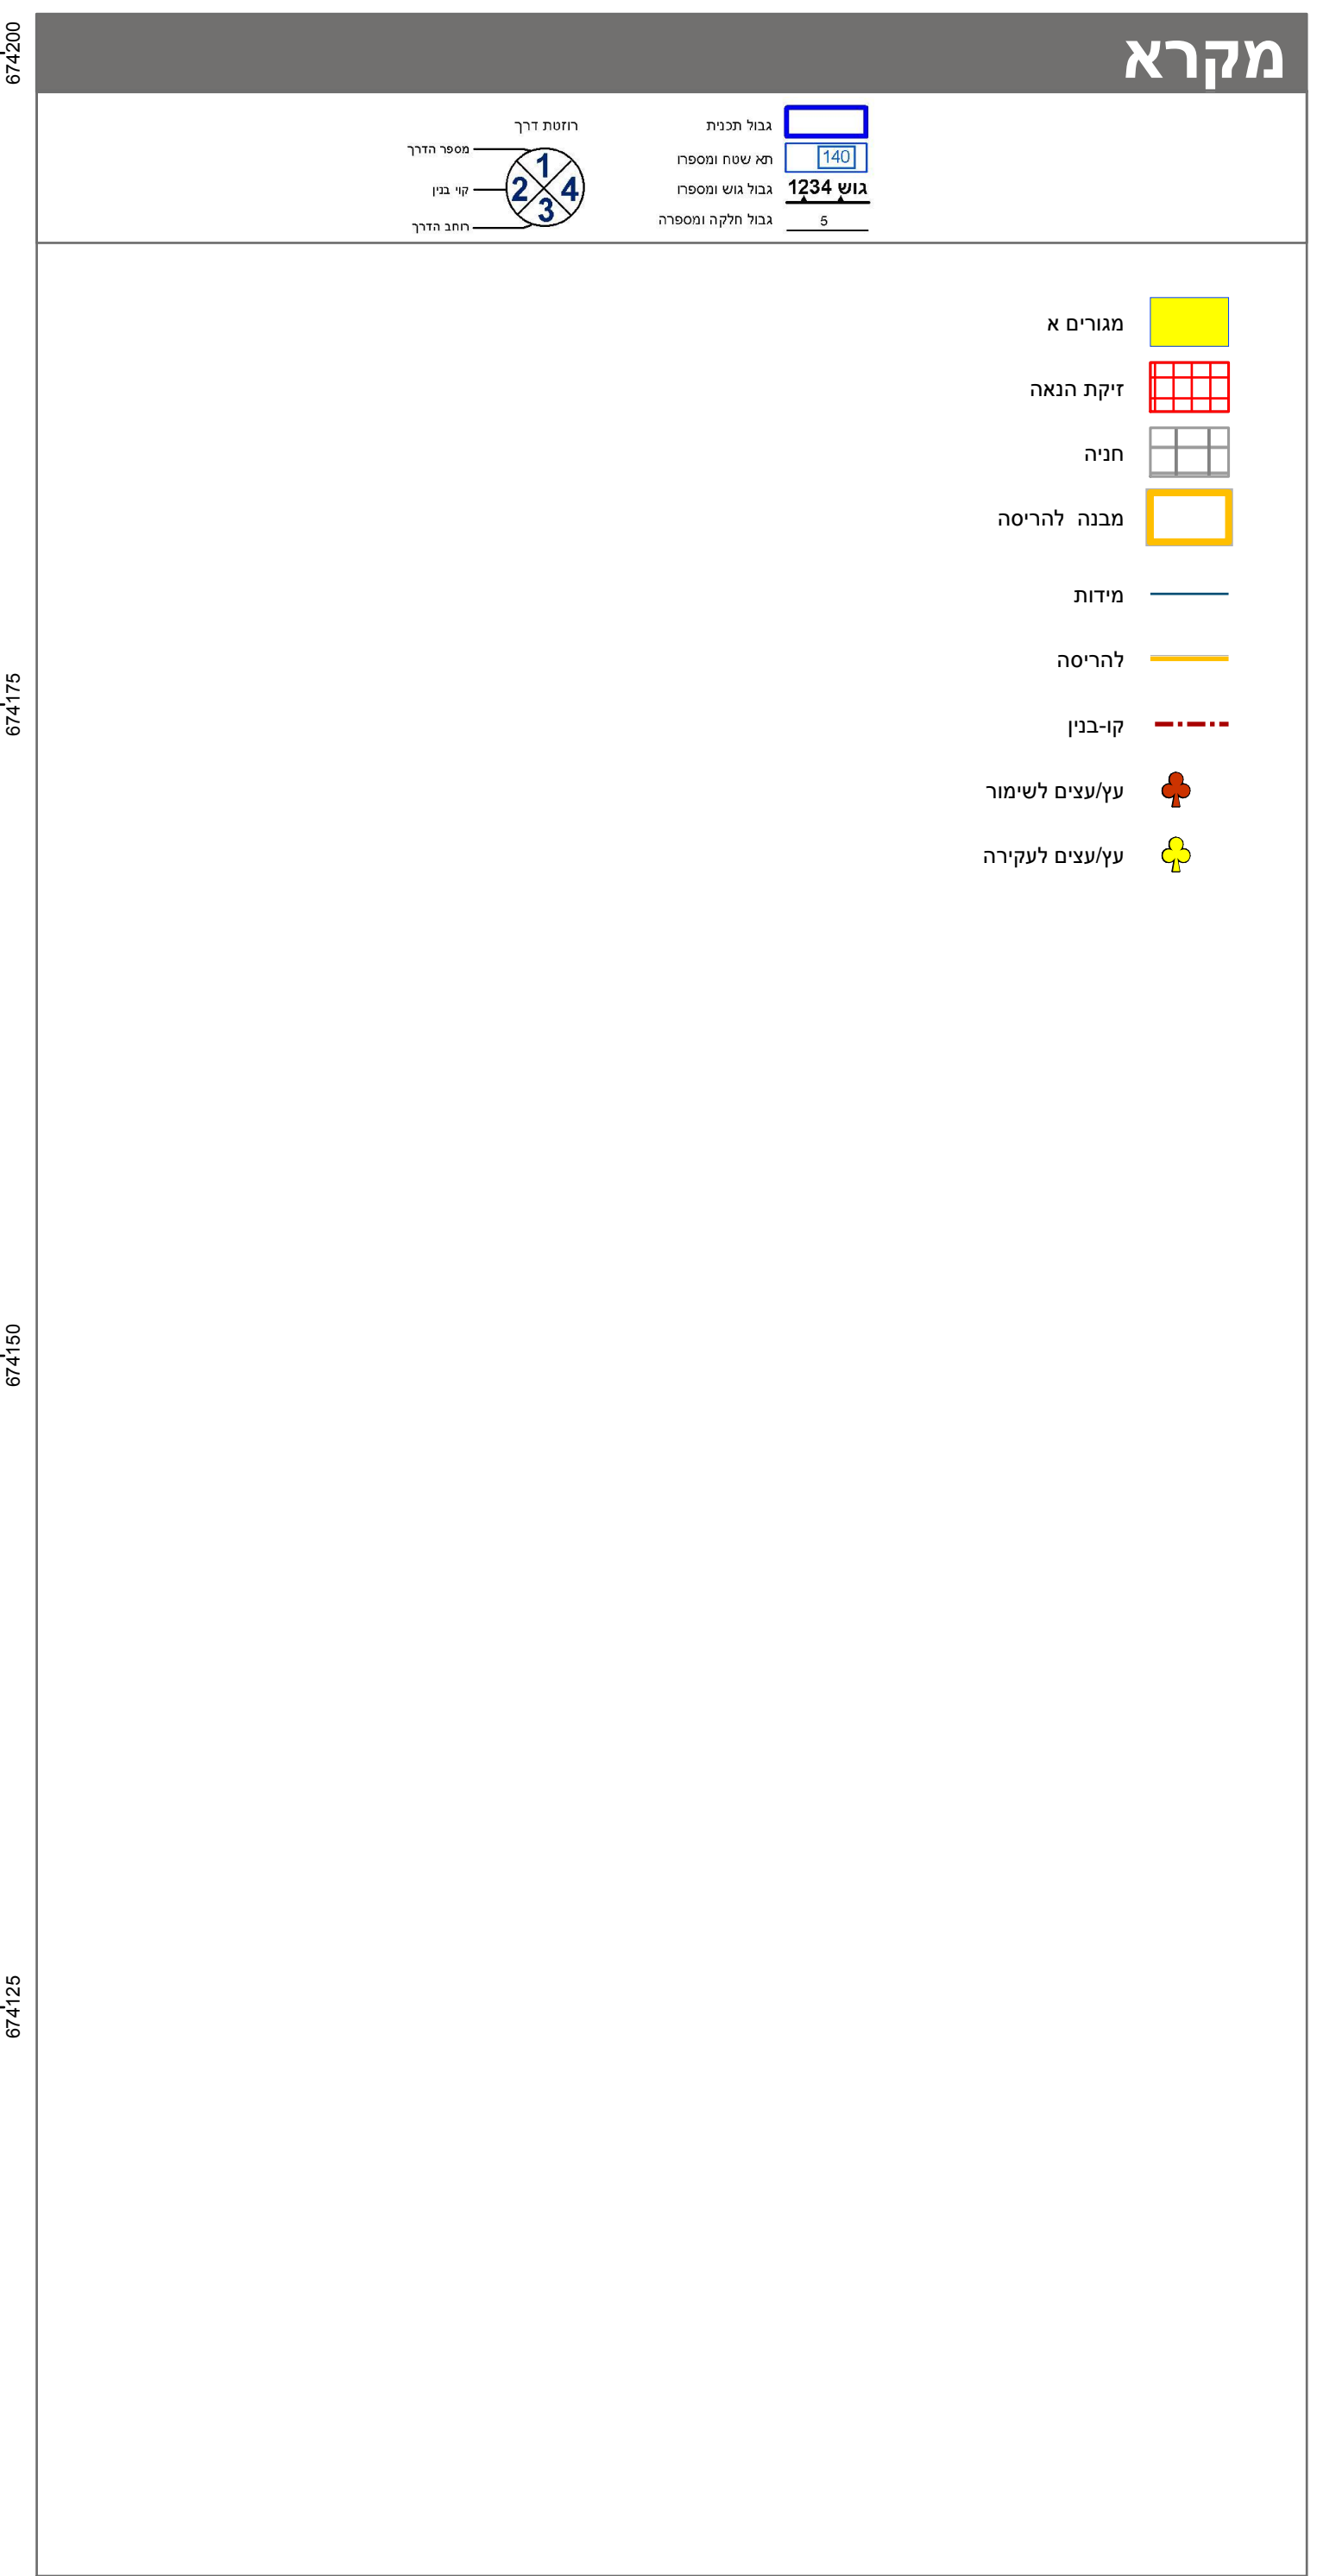 מקרא
גבול תכנית
140
תא שטח ומספרו
גוש 1234
גבול גוש ומספרו
5
גבול חלקה ומספרה
רוזטת דרך
מספר הדרך
קוי בנין
רוחב הדרך
1
2 4
3
מגורים א
זיקת הנאה
חניה
מבנה להריסה
מידות
להריסה
קו-בנין
עץ/עצים לשימור
עץ/עצים לעקירה
674200
674175
674150
674125